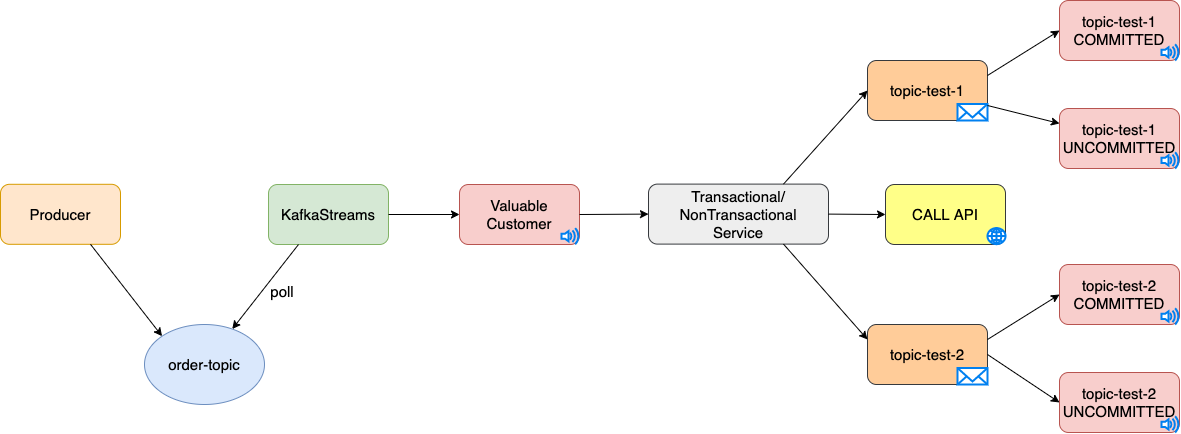 topic-test-1
COMMITTED
topic-test-1
topic-test-1
UNCOMMITTED
Producer
KafkaStreams
Valuable
Customer
Transactional/
NonTransactional
Service
CALL API
poll
topic-test-2
COMMITTED
order-topic
topic-test-2
topic-test-2
UNCOMMITTED